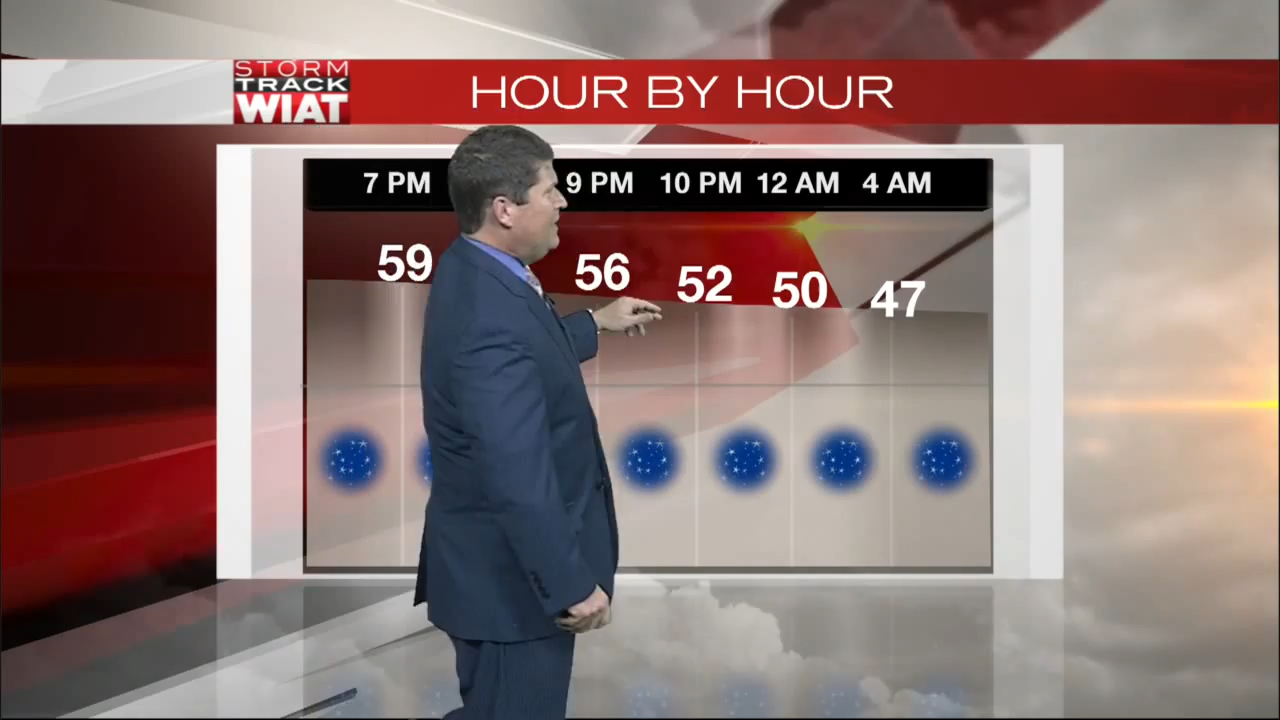 STORM
TRACK
WIAT
HOUR BY HOUR
7 PM 9 PM 10 PM 12 AM 4 AM
59 56 52 50 47